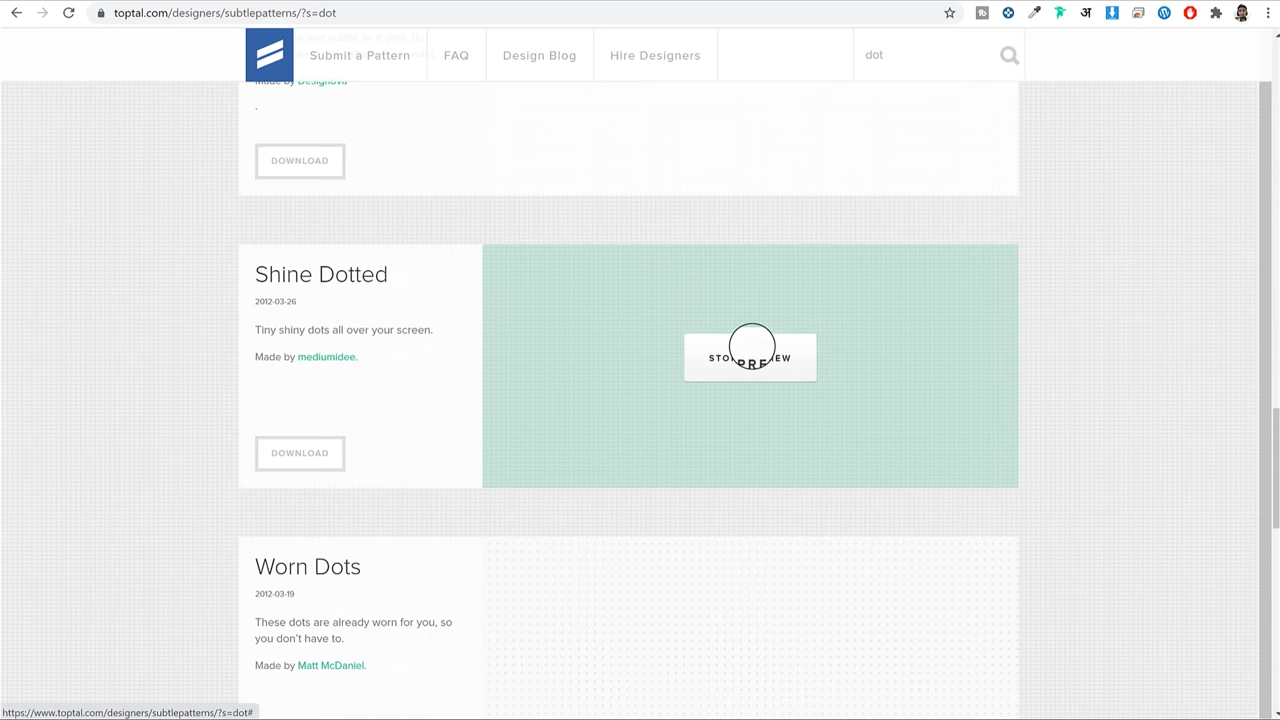 toptal.com/designers/subtlepatterns/?s=dot
Submit a Pattern
FAQ
Design Blog
Hire Designers
dot
Made by Designova
.
DOWNLOAD
Shine Dotted
2012-03-26
Tiny shiny dots all over your screen.
Made by mediumidee.
DOWNLOAD
Worn Dots
2012-03-19
These dots are already worn for you, so
you don't have to.
Made by Matt McDaniel.
https://www.toptal.com/designers/subtlepatterns/?s=dot#